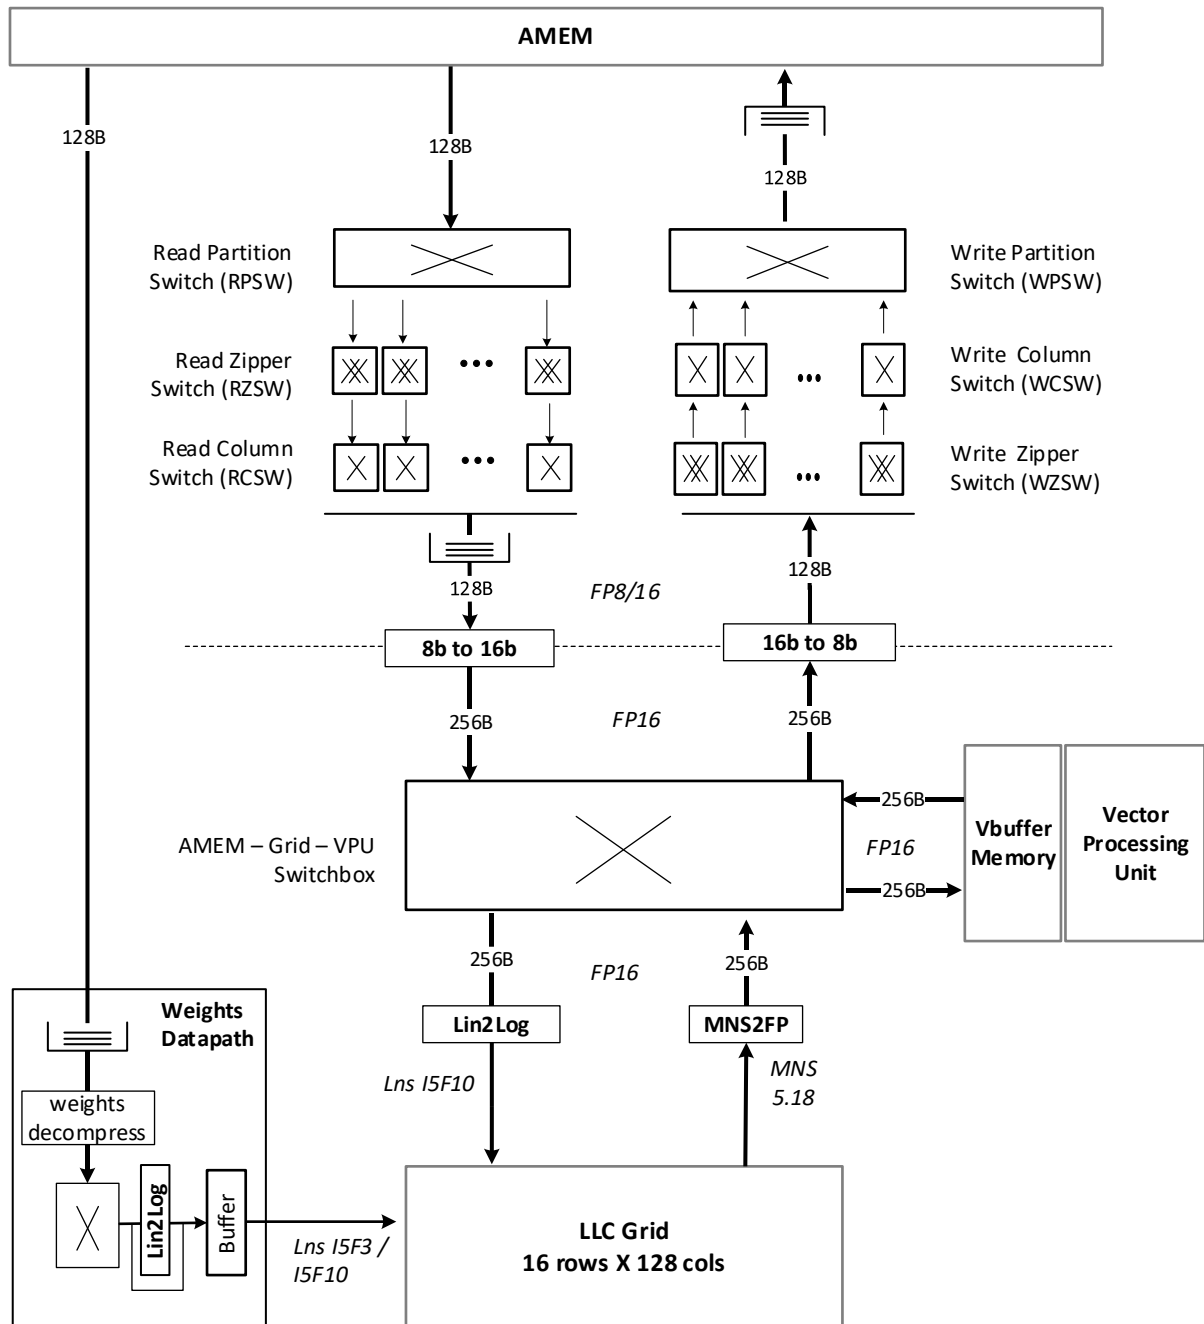 AMEM
128B
128B
128B
Read Partition
Switch (RPSW)
Write Partition
Switch (WPSW)
Read Zipper
Switch (RZSW)
•••
...
Write Column
Switch (WCSW)
Read Column
Switch (RCSW)
•••
...
Write Zipper
Switch (WZSW)
128B
FP8/16
128B
8b to 16b
16b to 8b
256B
FP16
256B
AMEM – Grid – VPU
Switchbox
256B
FP16
256B
Vbuffer
Memory
Vector
Processing
Unit
256B
FP16
256B
Weights
Datapath
Lin2Log
MNS2FP
Lns I5F10
MNS
5.18
weights
decompress
Lin2Log
Buffer
Lns I5F3 /
I5F10
LLC Grid
16 rows X 128 cols